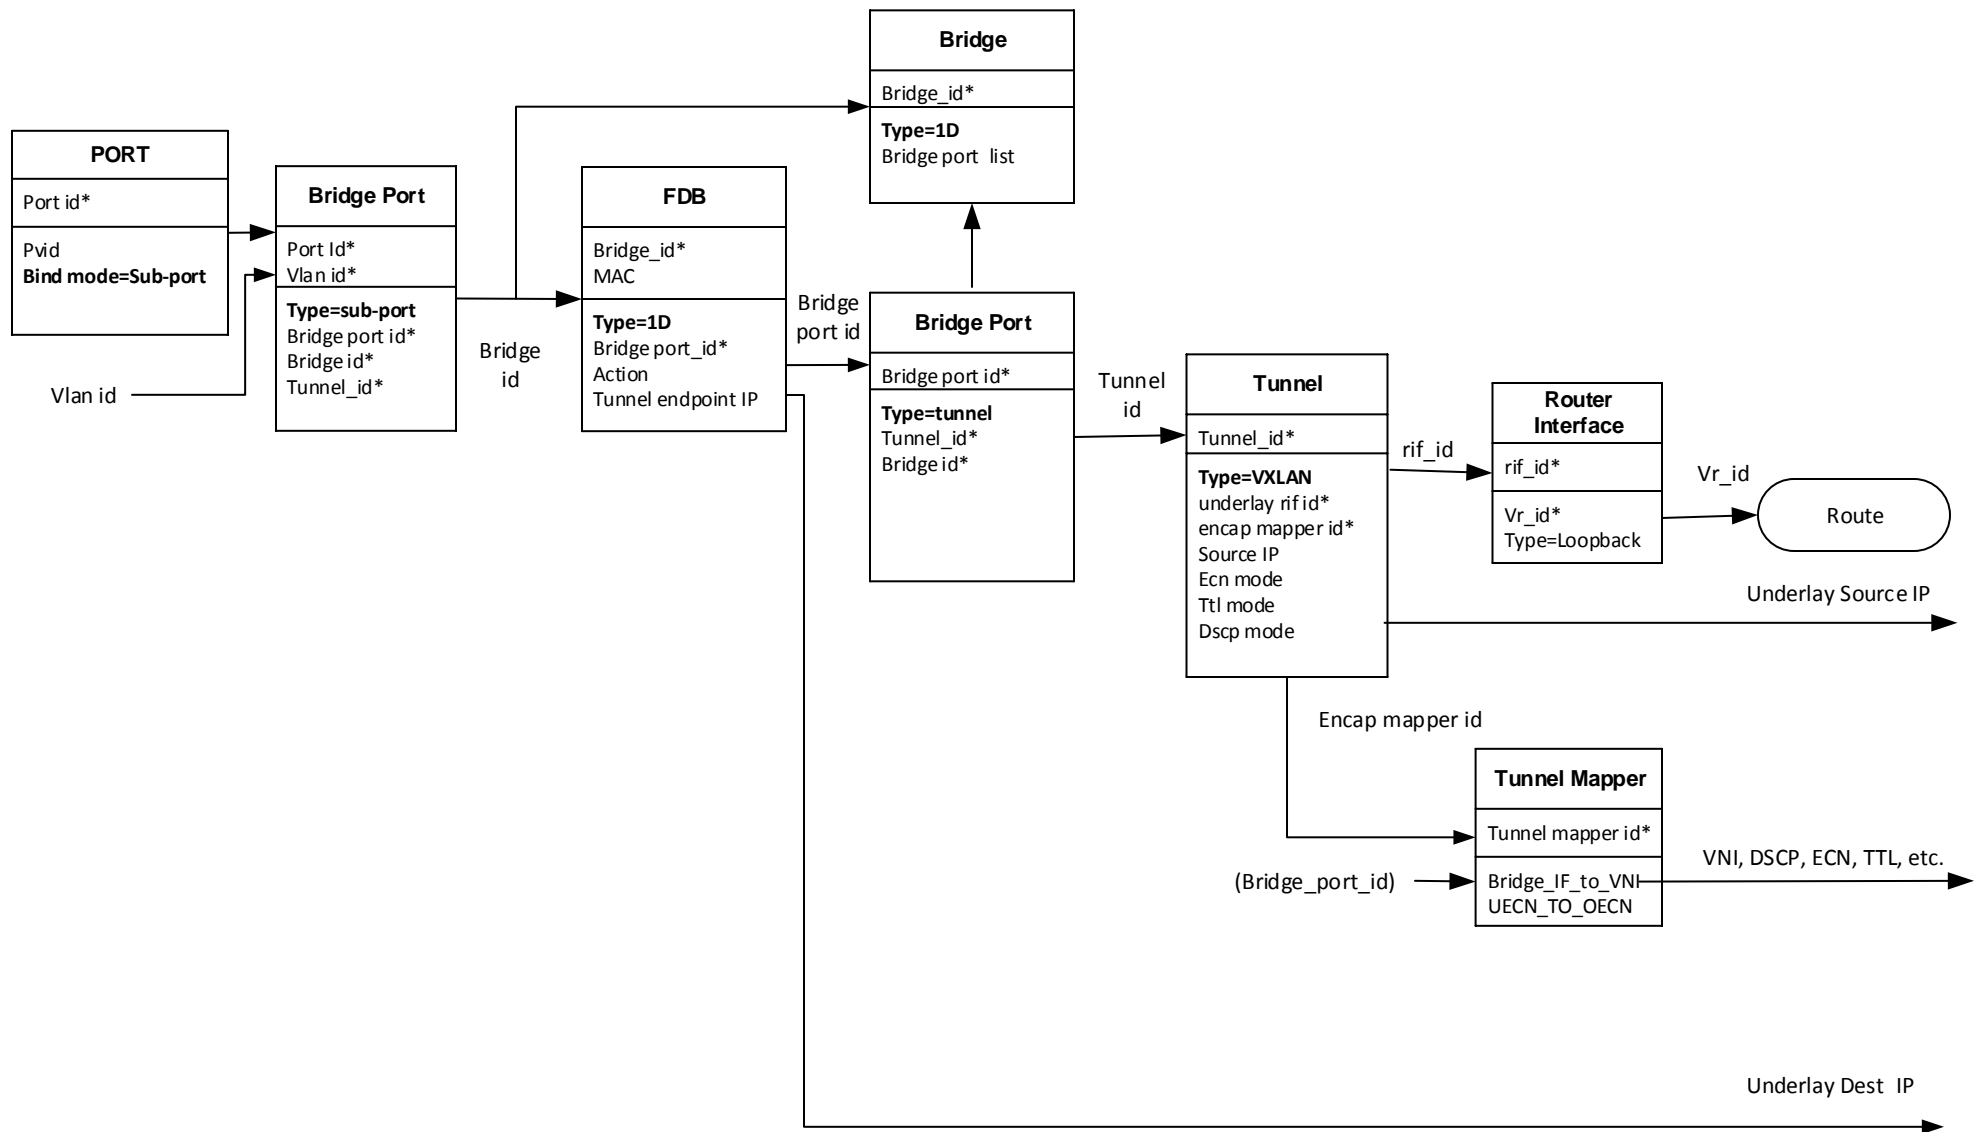 Bridge
Bridge_id*
Type=1D
Bridge port list
PORT
Port id*
Pvid
Bind mode=Sub-port
Vlan id
Bridge Port
Port Id*
Vlan id*
Type=sub-port
Bridge port id*
Bridge id*
Tunnel_id*
Bridge
id
FDB
Bridge_id*
MAC
Type=1D
Bridge port_id*
Action
Tunnel endpoint IP
Bridge
port id
Bridge Port
Bridge port id*
Type=tunnel
Tunnel_id*
Bridge id*
Tunnel
id
Tunnel
Tunnel_id*
Type=VXLAN
underlay rif id*
encap mapper id*
Source IP
Ecn mode
Ttl mode
Dscp mode
rif_id
Router
Interface
rif_id*
Vr_id*
Type=Loopback
Vr_id
Route
Underlay Source IP
Encap mapper id
Tunnel Mapper
Tunnel mapper id*
(Bridge_port_id)
Bridge_IF_to_VNI
UECN_TO_OECN
VNI, DSCP, ECN, TTL, etc.
Underlay Dest IP